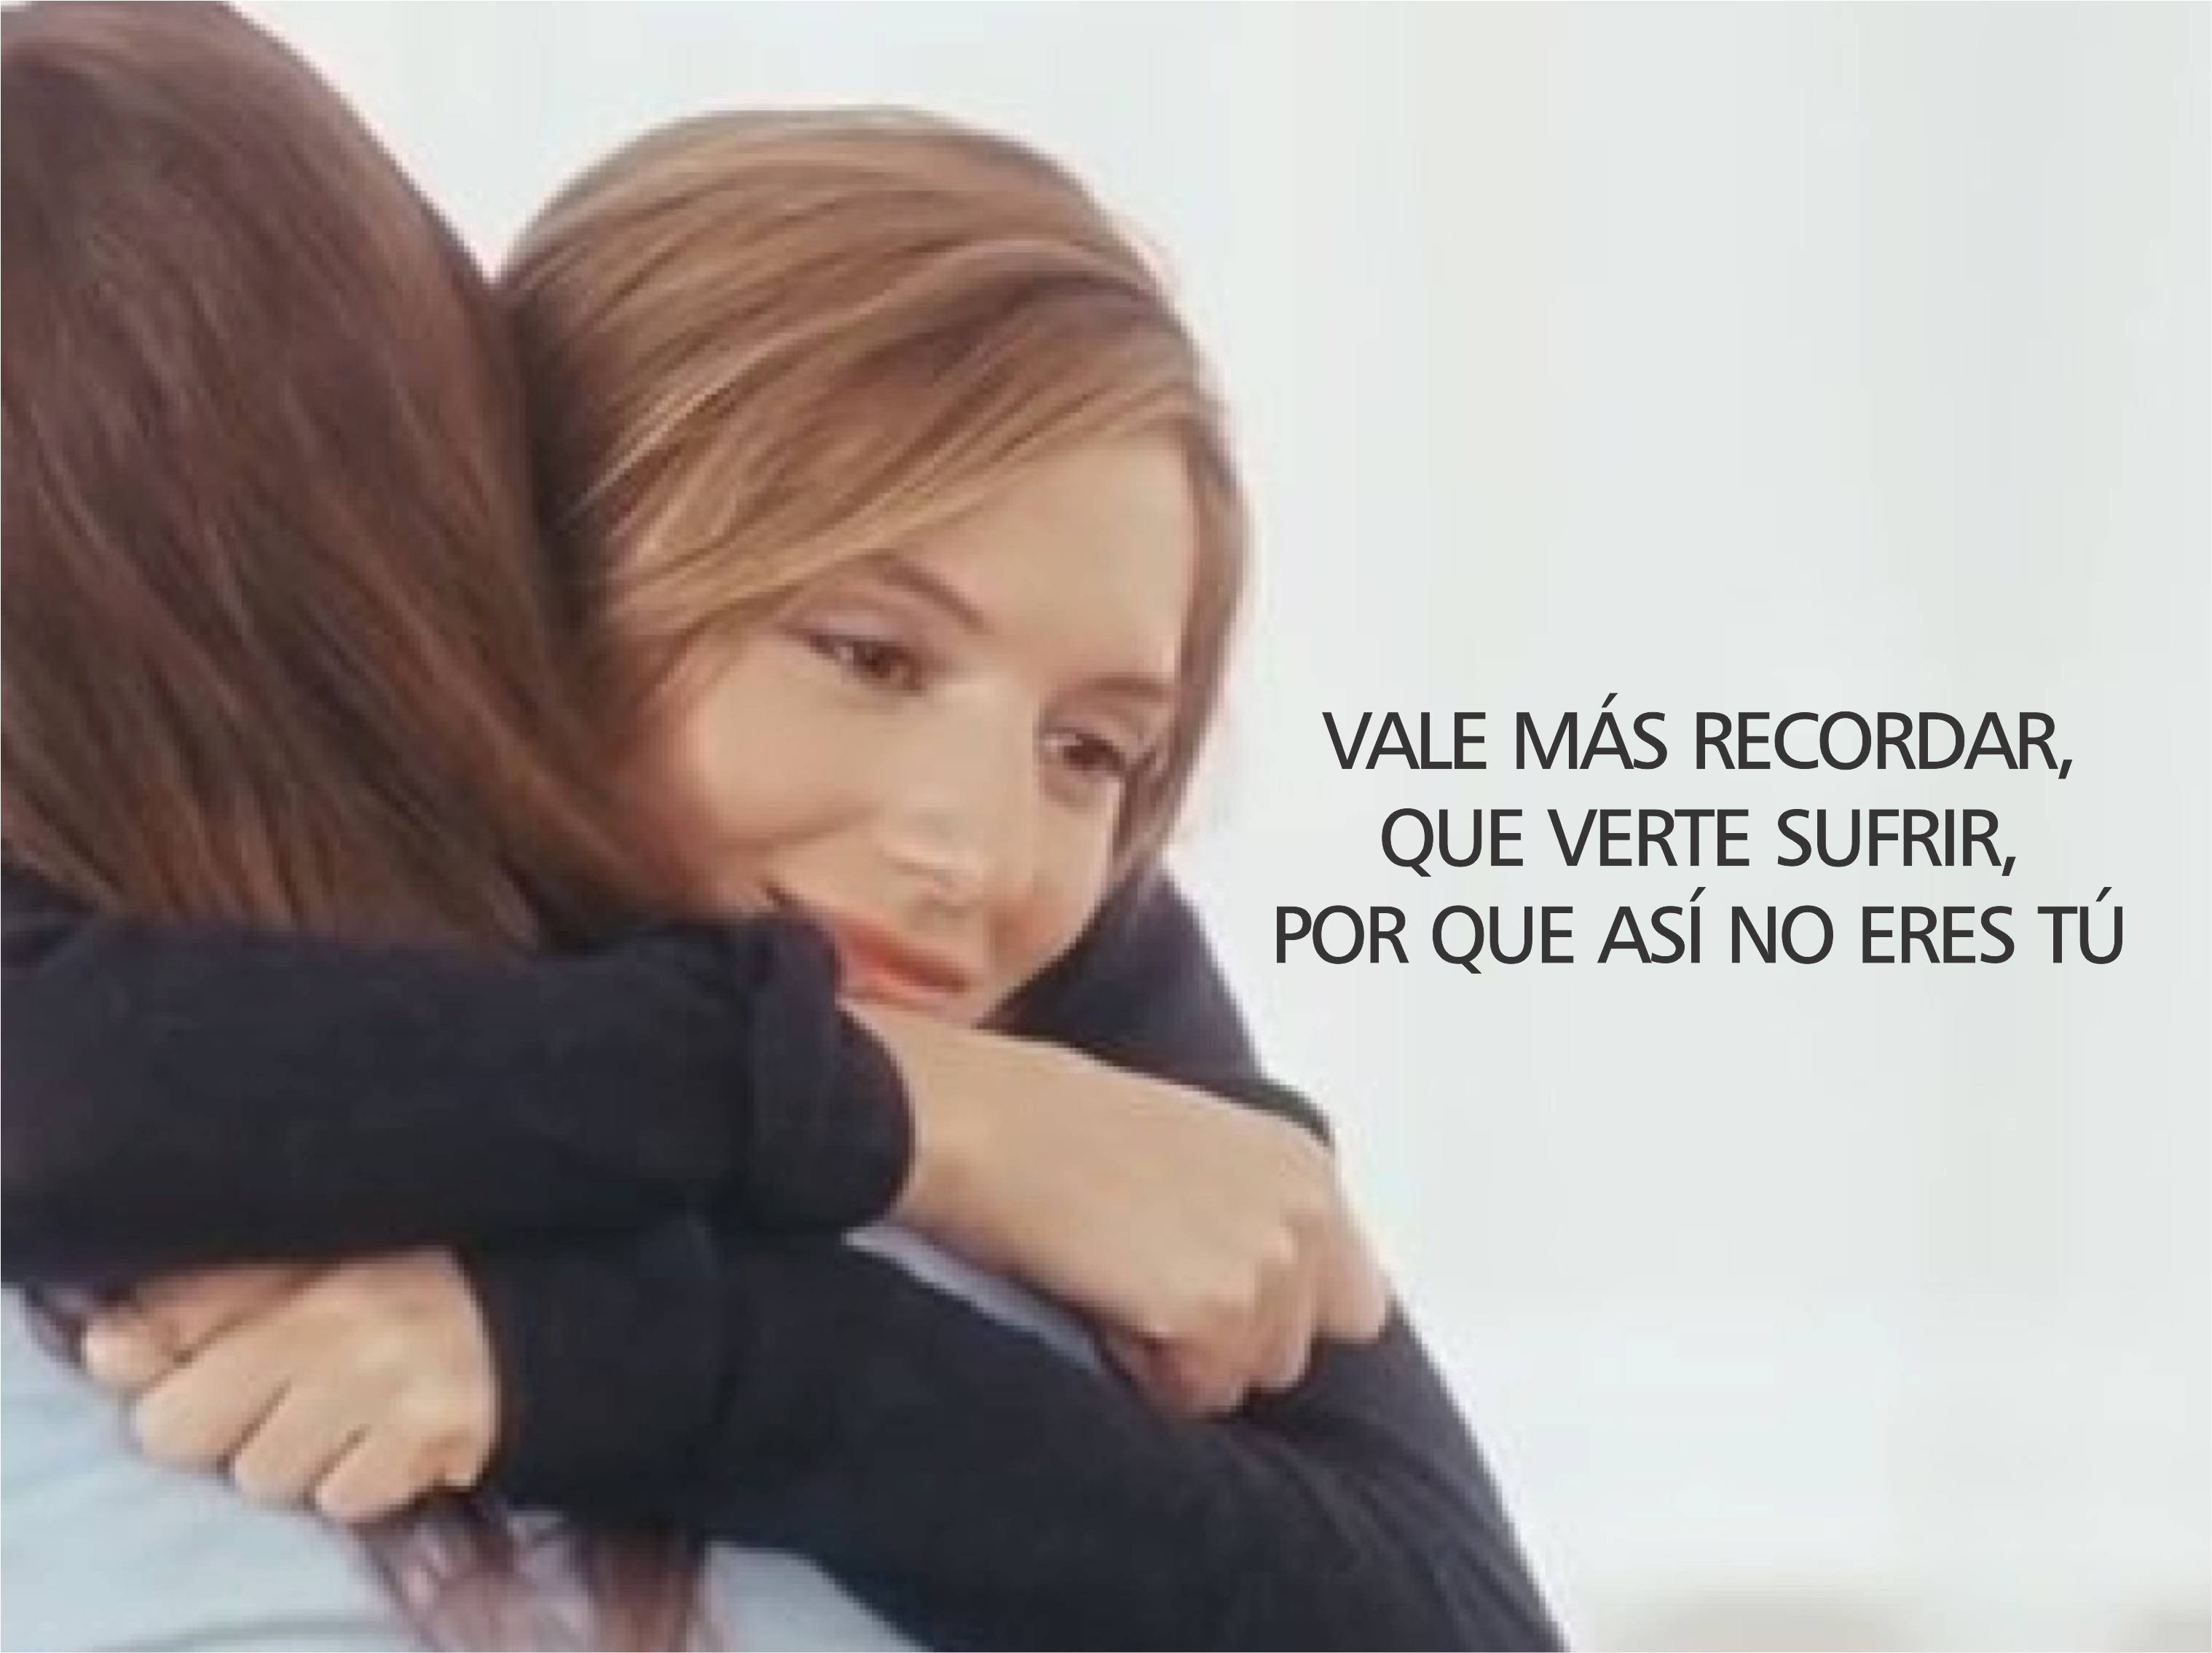 VALE MÁS RECORDAR,
QUE VERTE SUFRIR,
POR QUE ASÍ NO ERES TÚ